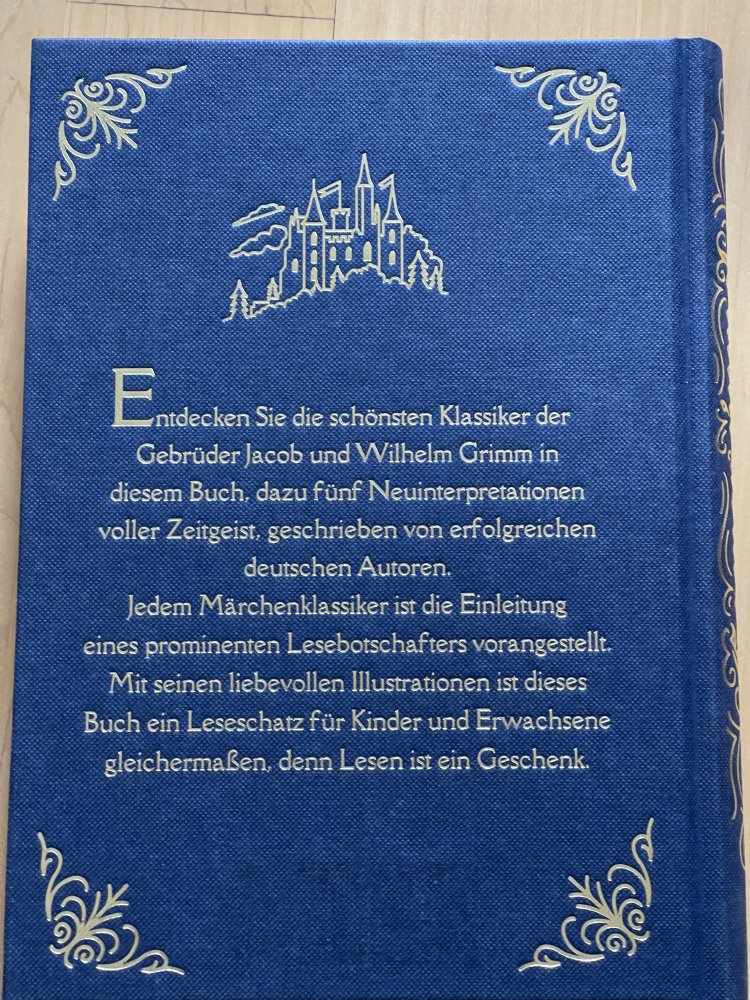 Entdecken Sie die schönsten Klassiker der
Gebrüder Jacob und Wilhelm Grimm in
diesem Buch, dazu fünf Neuinterpretationen
voller Zeitgeist, geschrieben von erfolgreichen
deutschen Autoren.
Jedem Märchenklassiker ist die Einleitung
eines prominenten Lesebotschafters vorangestellt.
Mit seinen liebevollen Illustrationen ist dieses
Buch ein Leseschatz für Kinder und Erwachsene
gleichermaßen, denn Lesen ist ein Geschenk.